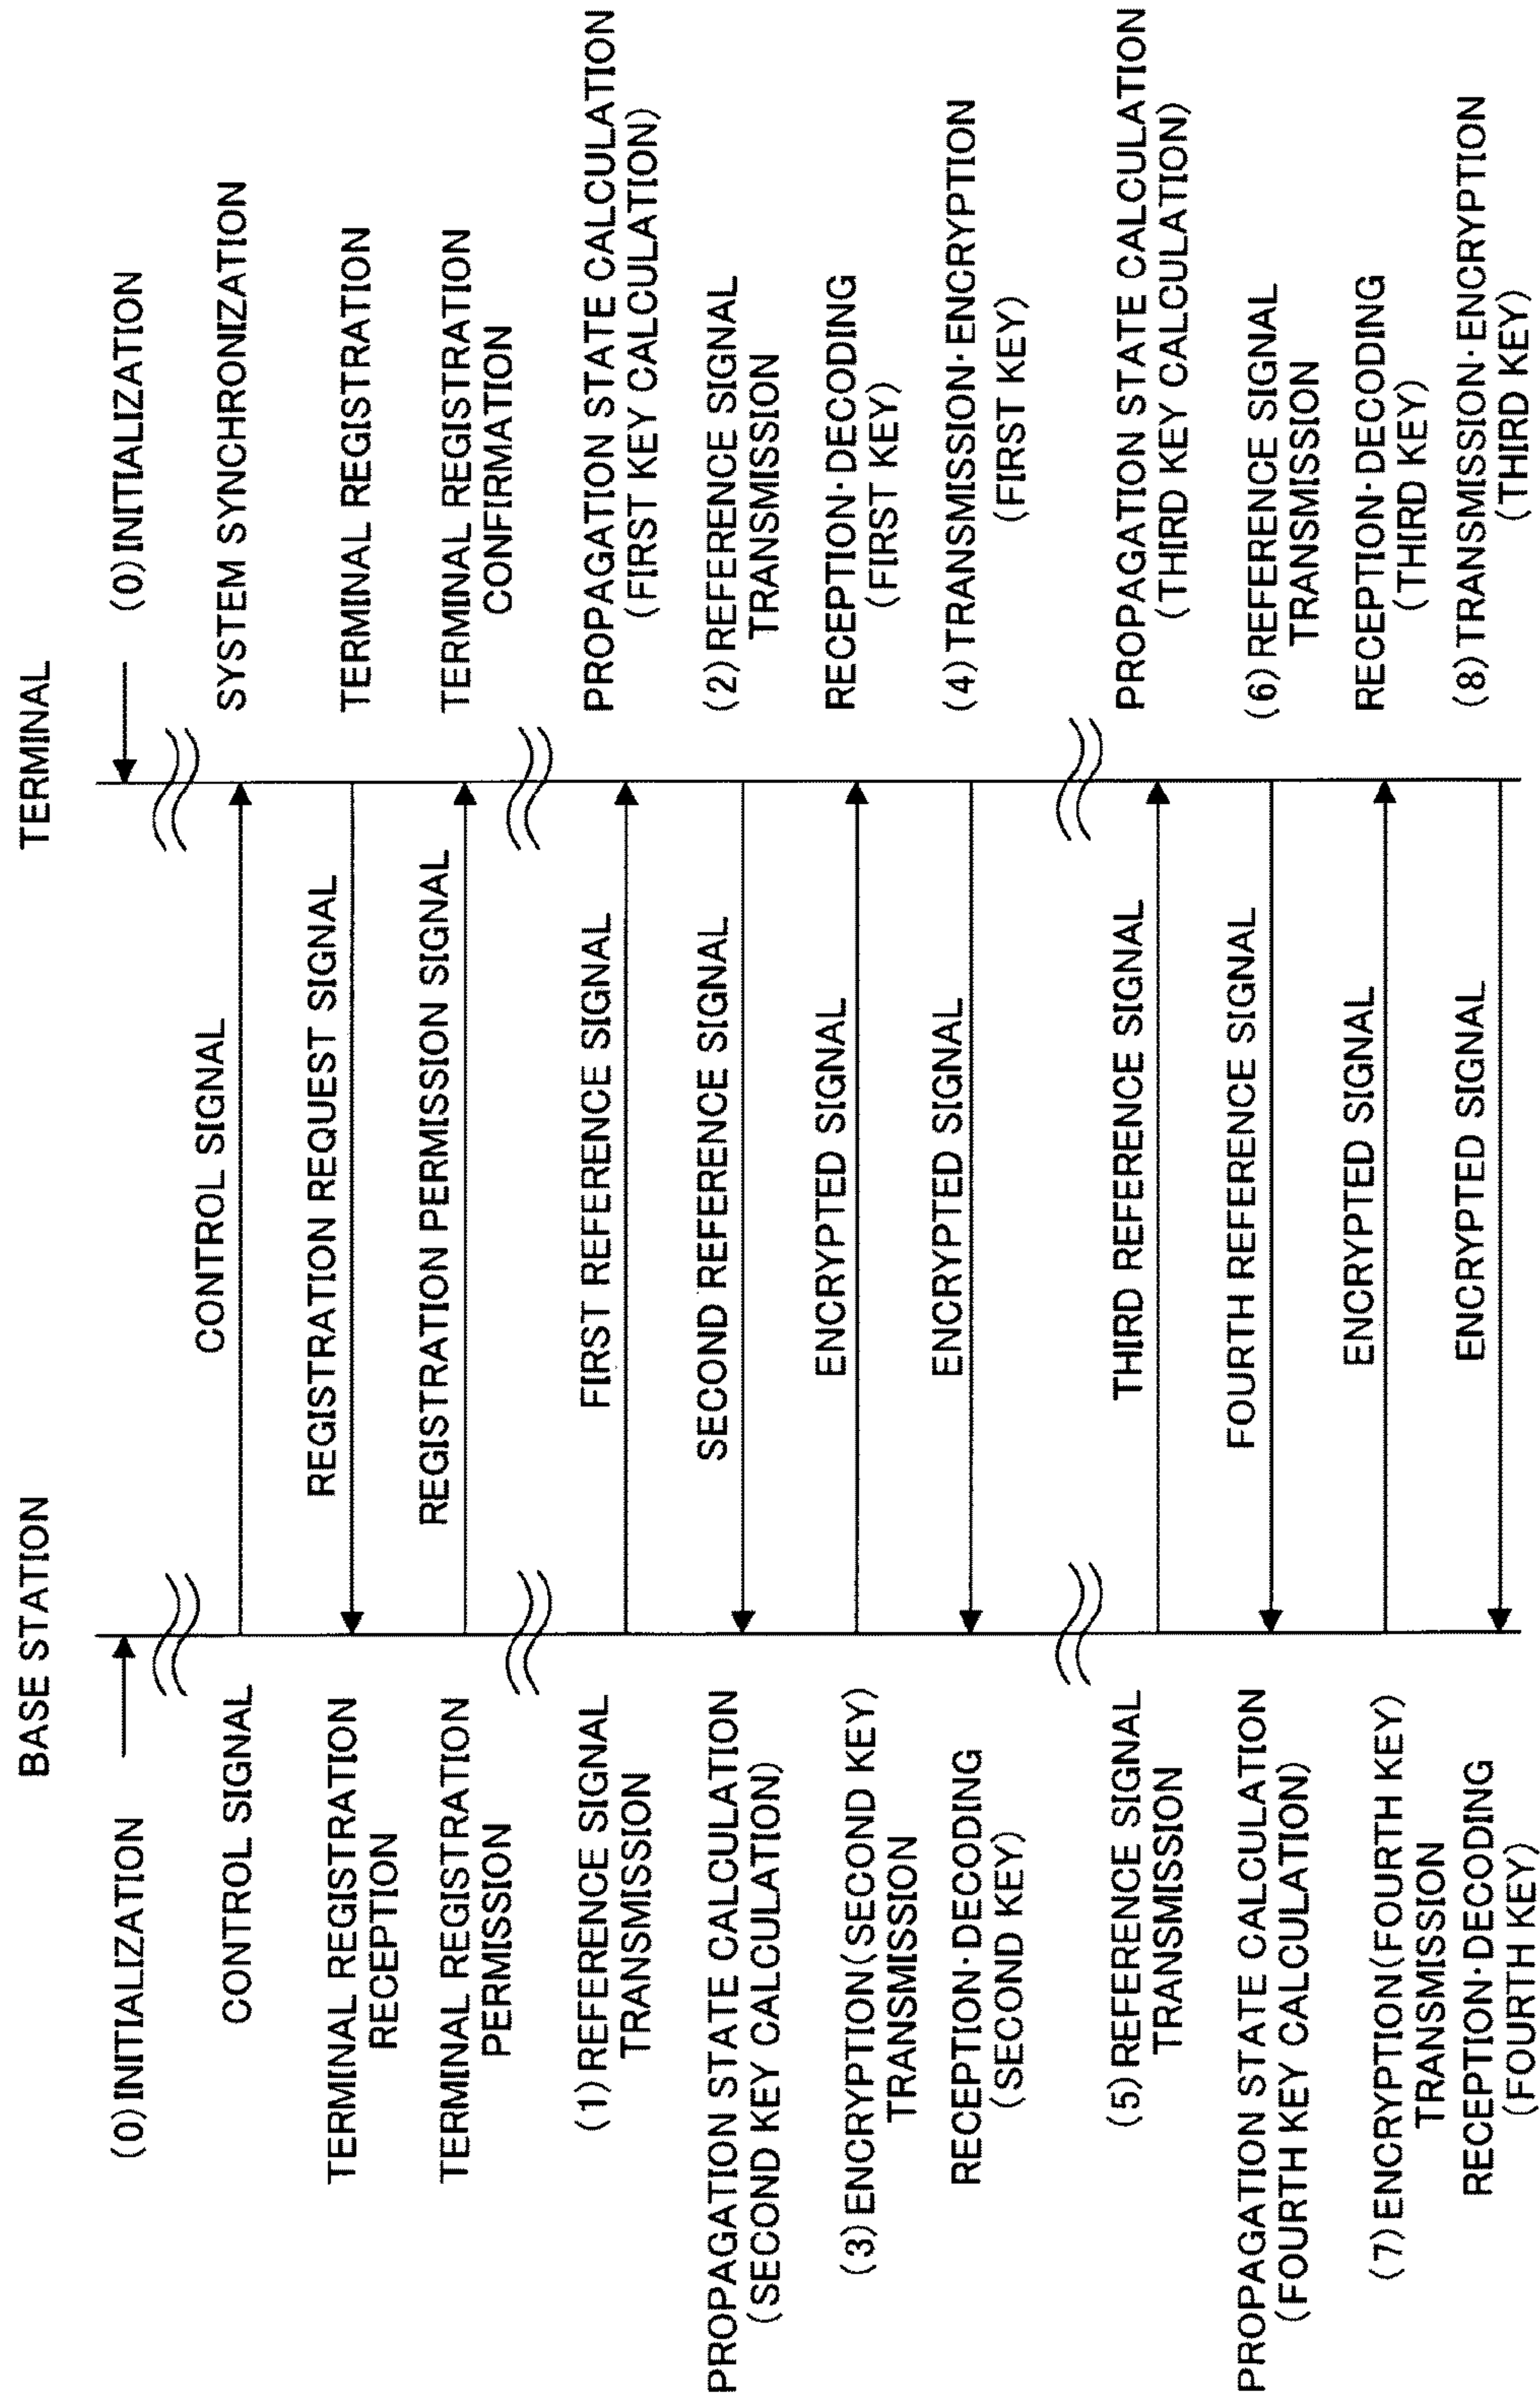 BASE STATION
TERMINAL
(0) INITIALIZATION
(0) INITIALIZATION
CONTROL SIGNAL
CONTROL SIGNAL
SYSTEM SYNCHRONIZATION
TERMINAL REGISTRATION
RECEPTION
REGISTRATION REQUEST SIGNAL
TERMINAL REGISTRATION
TERMINAL REGISTRATION
PERMISSION
REGISTRATION PERMISSION SIGNAL
TERMINAL REGISTRATION
CONFIRMATION
(1) REFERENCE SIGNAL
TRANSMISSION
FIRST REFERENCE SIGNAL
PROPAGATION STATE CALCULATION
(FIRST KEY CALCULATION)
PROPAGATION STATE CALCULATION
(SECOND KEY CALCULATION)
SECOND REFERENCE SIGNAL
(2) REFERENCE SIGNAL
TRANSMISSION
(3) ENCRYPTION(SECOND KEY)
TRANSMISSION
ENCRYPTED SIGNAL
RECEPTION·DECODING
(FIRST KEY)
RECEPTION·DECODING
(SECOND KEY)
ENCRYPTED SIGNAL
(4) TRANSMISSION·ENCRYPTION
(FIRST KEY)
(5) REFERENCE SIGNAL
TRANSMISSION
THIRD REFERENCE SIGNAL
PROPAGATION STATE CALCULATION
(THIRD KEY CALCULATION)
PROPAGATION STATE CALCULATION
(FOURTH KEY CALCULATION)
FOURTH REFERENCE SIGNAL
(6) REFERENCE SIGNAL
TRANSMISSION
(7) ENCRYPTION(FOURTH KEY)
TRANSMISSION
ENCRYPTED SIGNAL
RECEPTION·DECODING
(THIRD KEY)
RECEPTION·DECODING
(FOURTH KEY)
ENCRYPTED SIGNAL
(8) TRANSMISSION·ENCRYPTION
(THIRD KEY)